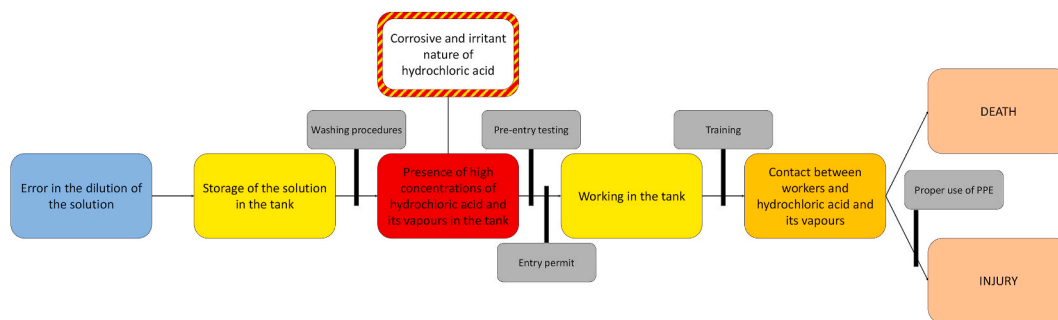 Corrosive and irritant
nature of
hydrochloric acid
Washing procedures
Pre-entry testing
Training
DEATH
Error in the dilution of
the solution
Storage of the solution
in the tank
Presence of high
concentrations of
hydrochloric acid and
its vapours in the tank
Working in the tank
Contact between
workers and
hydrochloric acid and
its vapours
Proper use of PPE
Entry permit
INJURY